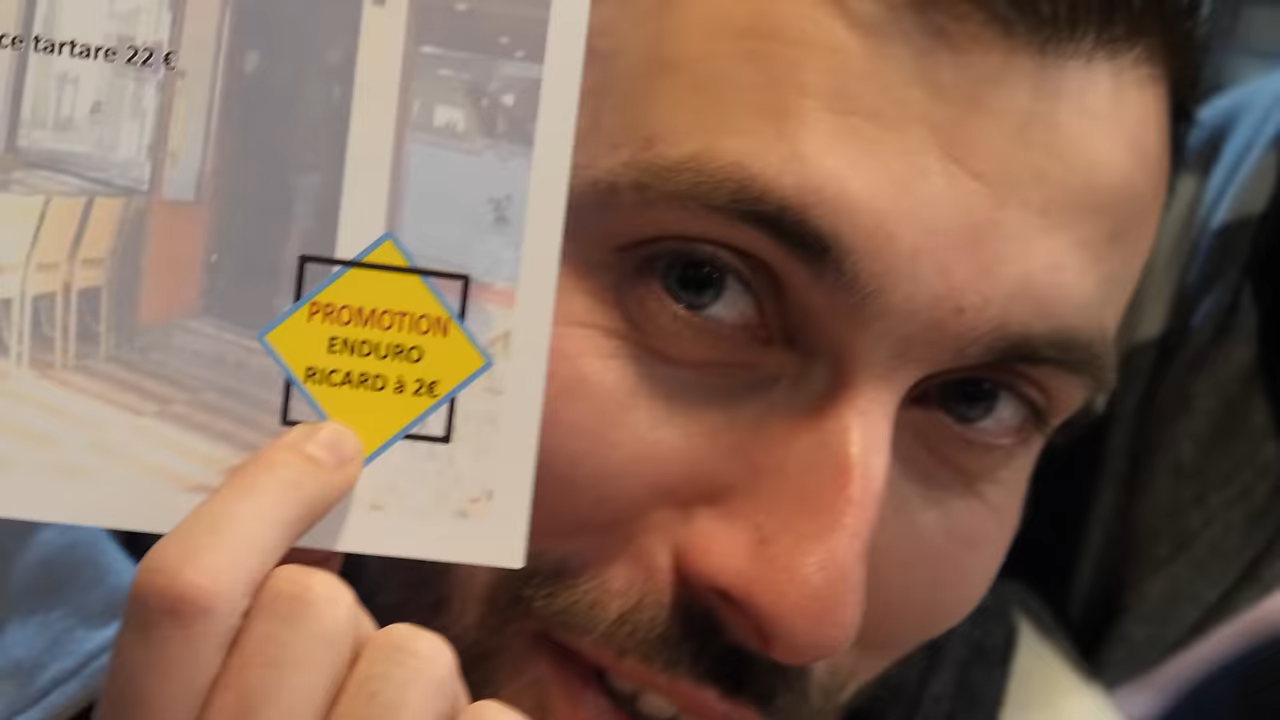 ce tartare 22 €
PROMOTION
ENDURO
RICARD à 2€